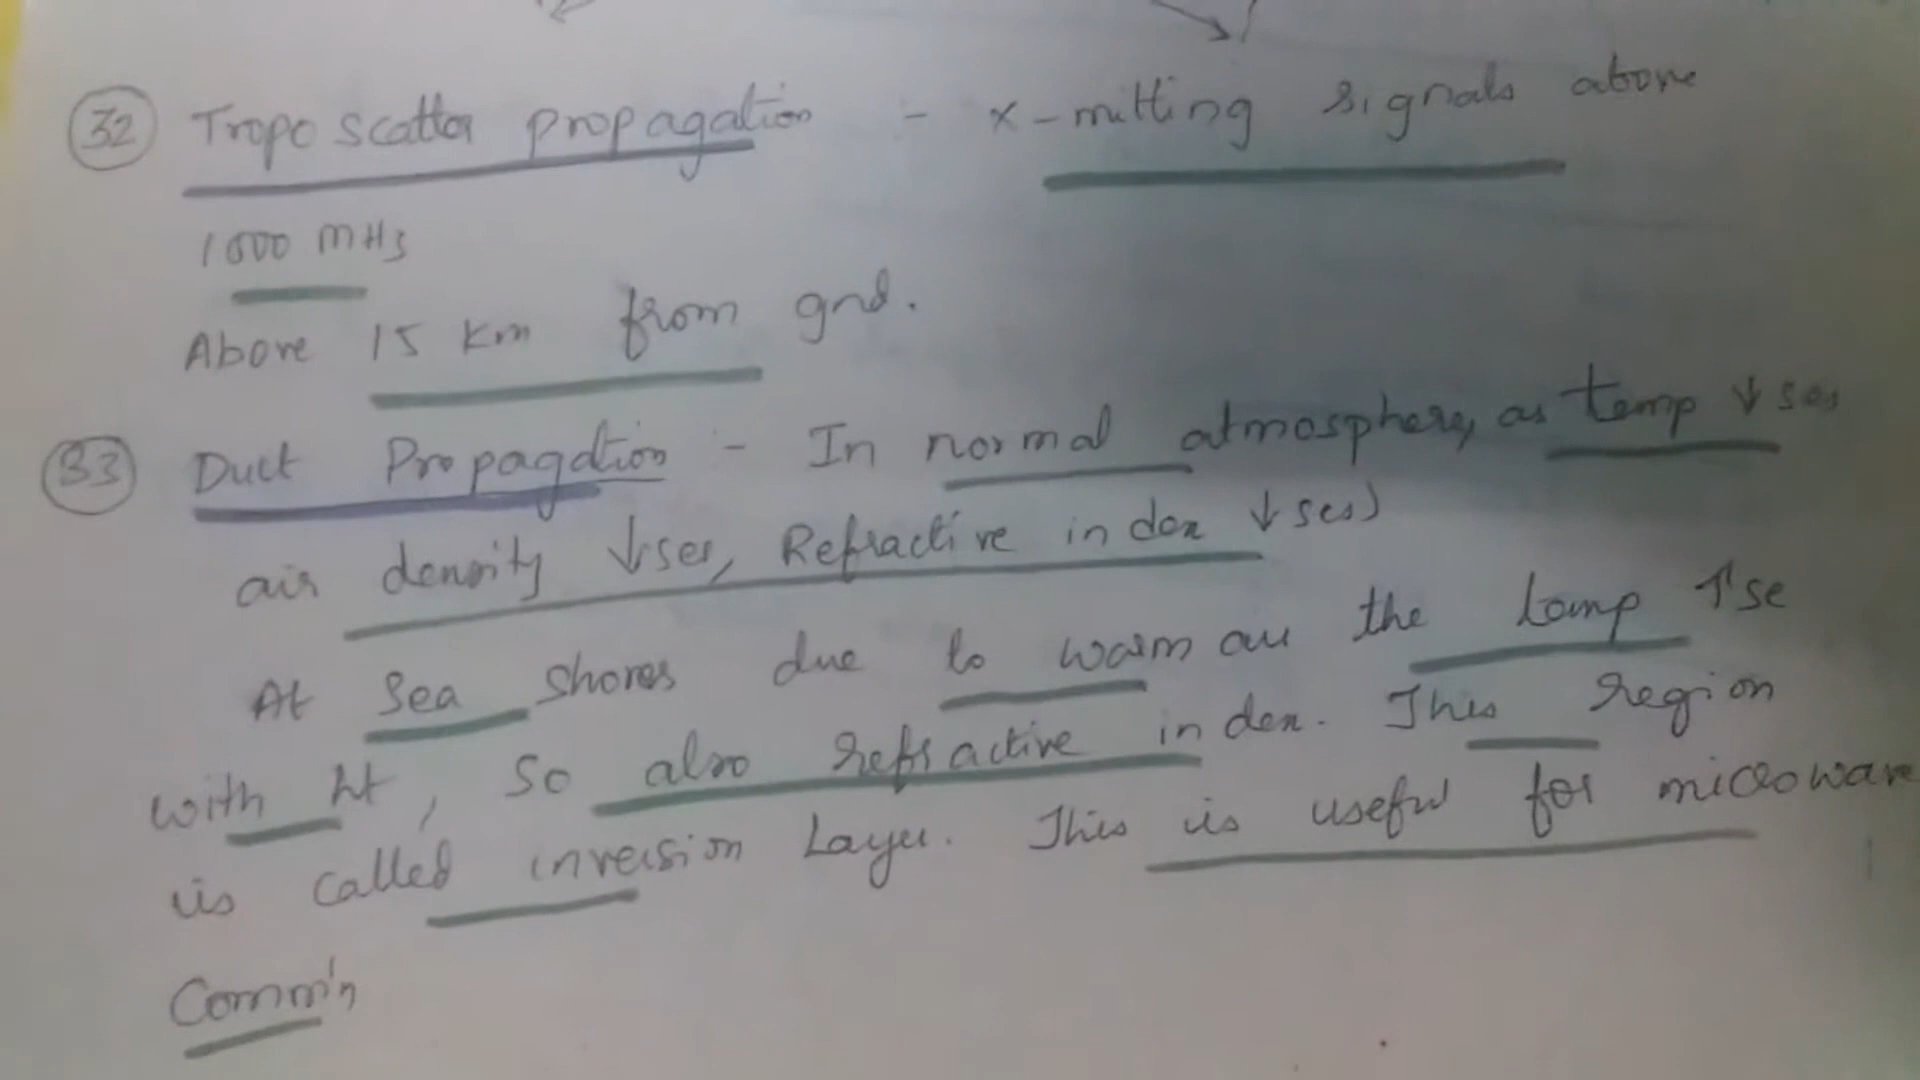 32 Tropo scatter propagation - x-mitting signals above
1000 MHz
Above 15 Km from gnd.
33 Duct Propagation - In normal atmosphere, as temp ↓ses
air density ↓ses, Refractive index ↓ses)
At Sea shores due to warm air the temp ↑se
with ht, So also refractive index. This region
is called inversion Layer. This is useful for microwave
Comm'n